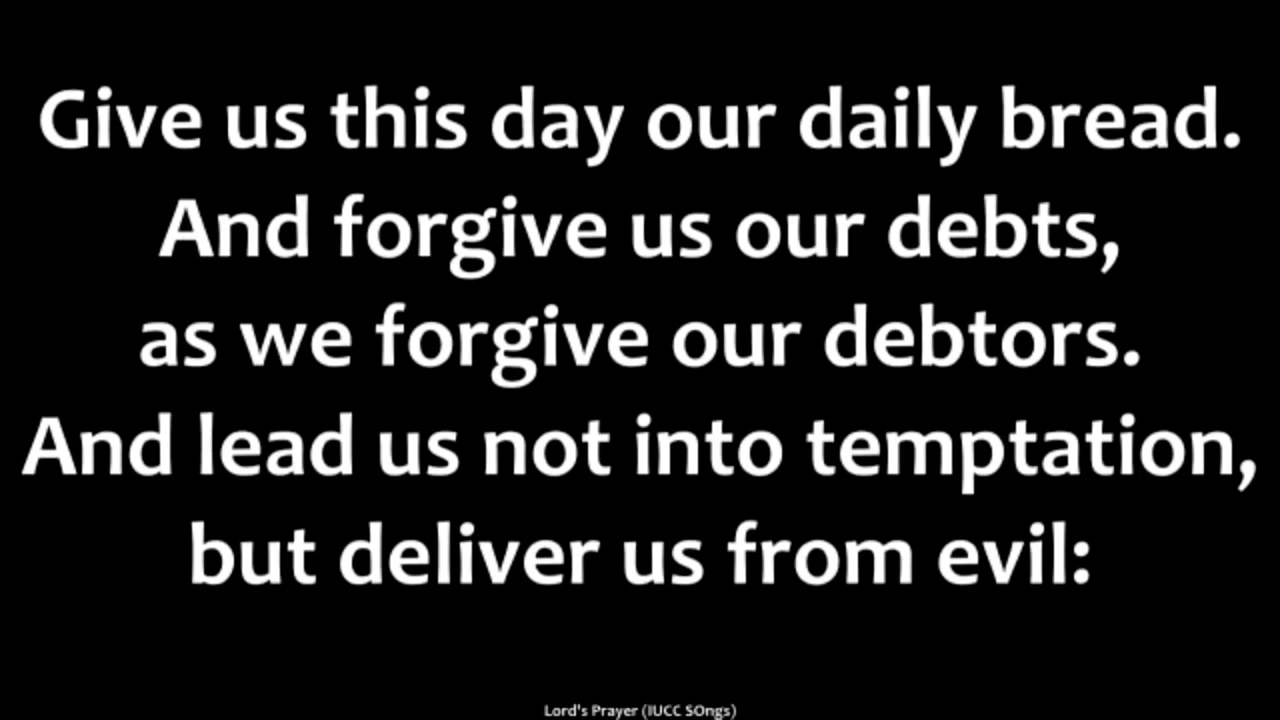 Give us this day our daily bread.
And forgive us our debts,
as we forgive our debtors.
And lead us not into temptation,
but deliver us from evil:
Lord's Prayer (IUCC SOngs)